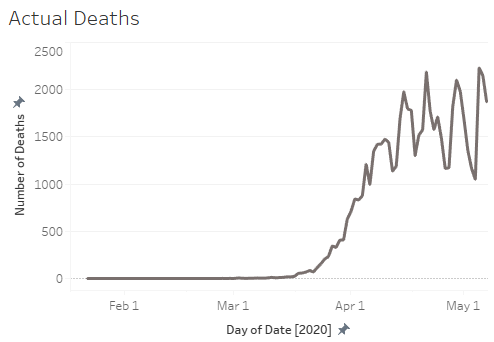 Actual Deaths
Number of Deaths
2500
2000
1500
1000
500
0
Feb 1
Mar 1
Apr 1
May 1
Day of Date [2020]